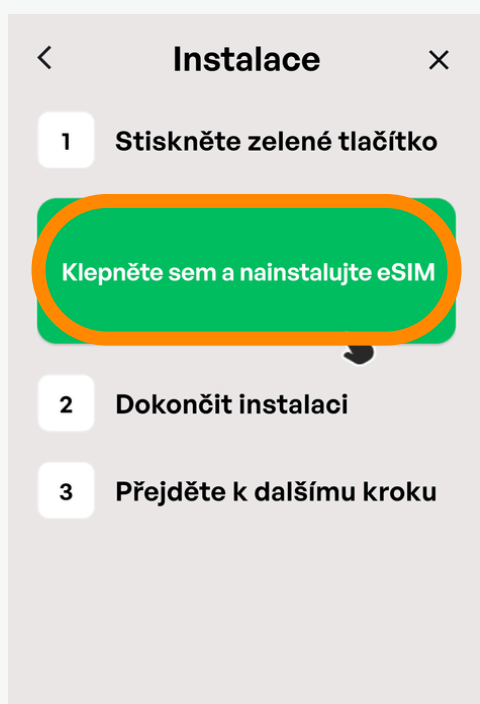 Instalace
1 Stiskněte zelené tlačítko
Klepněte sem a nainstalujte eSIM
2 Dokončit instalaci
3 Přejděte k dalšímu kroku